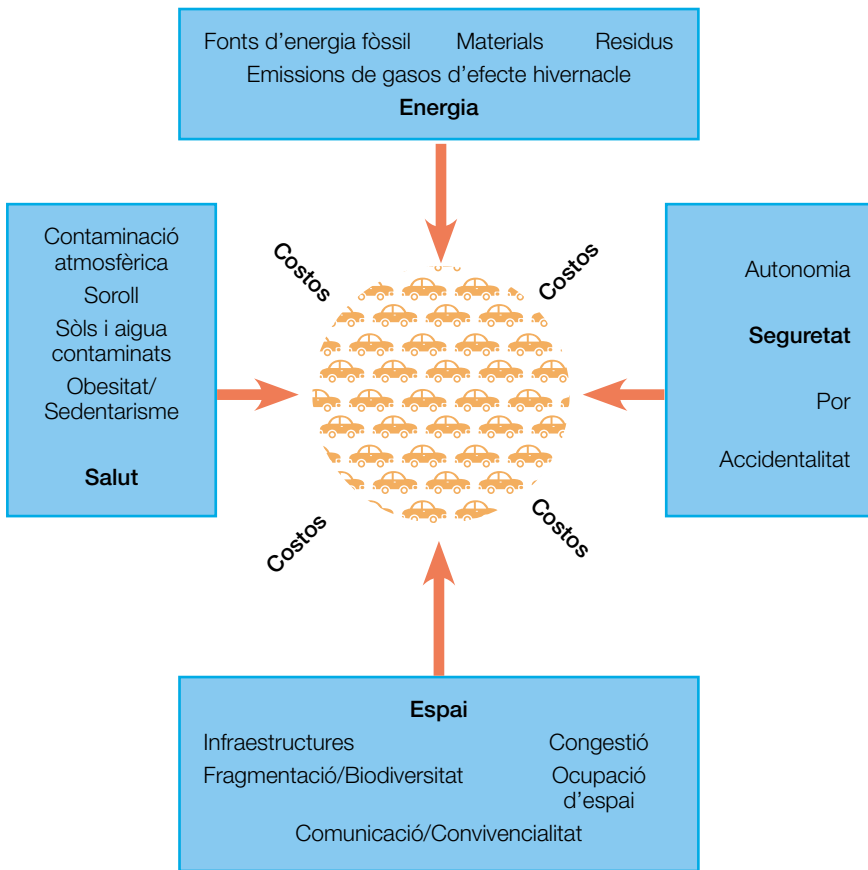 Fonts d’energia fòssil Materials Residus
Emissions de gasos d’efecte hivernacle
Energia
Costos
Costos
Contaminació
atmosfèrica
Soroll
Sòls i aigua
contaminats
Obesitat/
Sedentarisme
Salut
Autonomia
Seguretat
Por
Accidentalitat
Costos
Costos
Espai
Infraestructures Congestió
Fragmentació/Biodiversitat Ocupació
d’espai
Comunicació/Convivencialitat